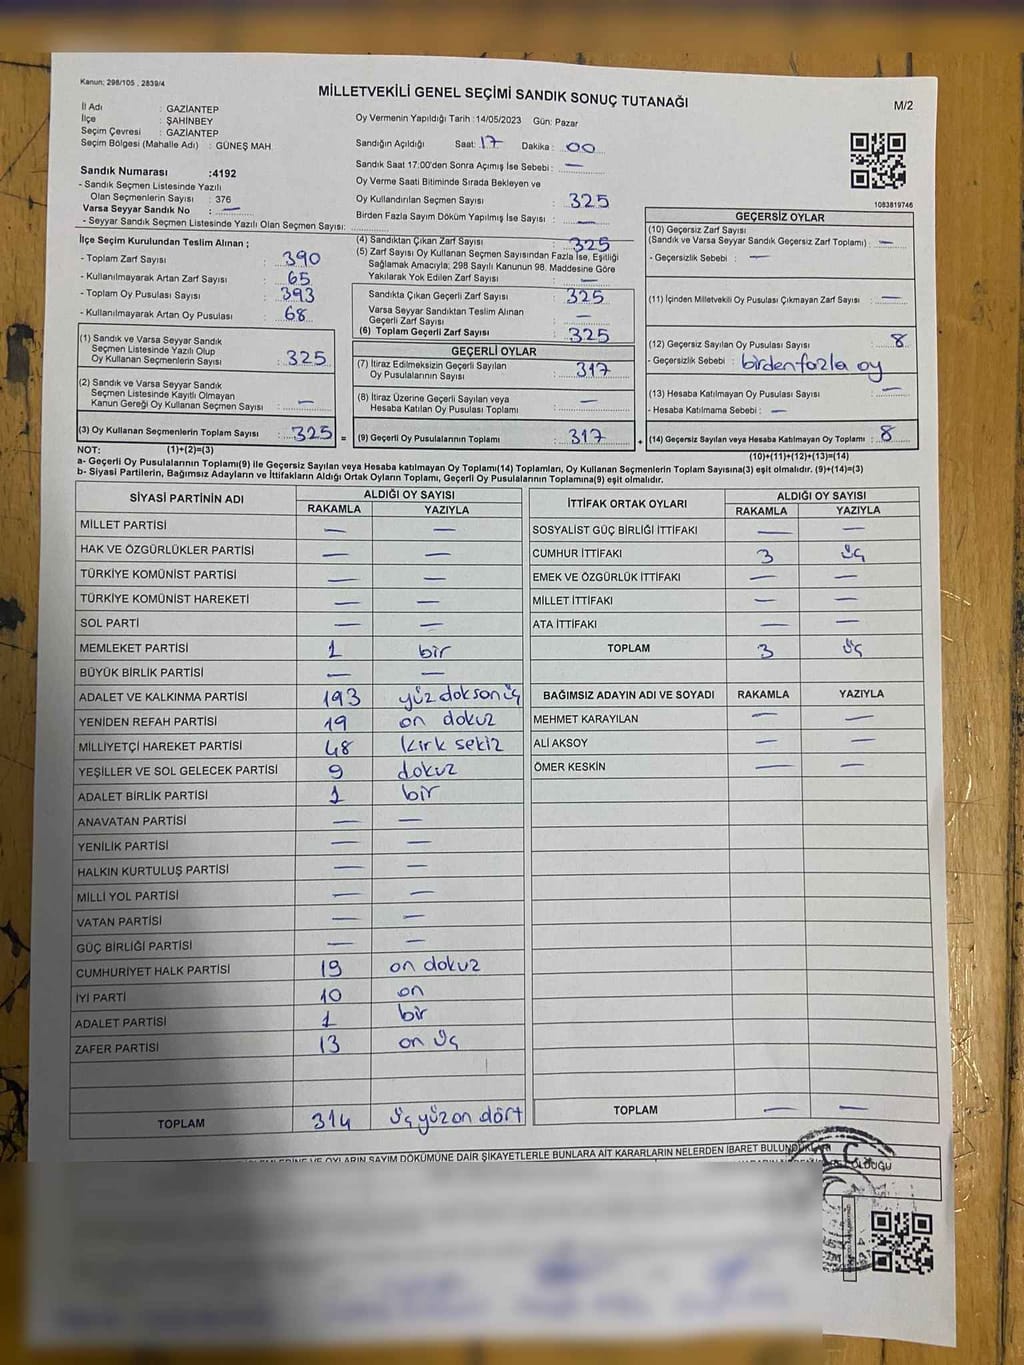 Kanun: 298/105 , 2839/4
MİLLETVEKİLİ GENEL SEÇİMİ SANDIK SONUÇ TUTANAĞI
M/2
İl Adı : GAZİANTEP
İlçe : ŞAHİNBEY
Seçim Çevresi : GAZİANTEP
Seçim Bölgesi (Mahalle Adı) : GÜNEŞ MAH.
Oy Vermenin Yapıldığı Tarih : 14/05/2023 Gün: Pazar
Sandığın Açıldığı Saat: 17 Dakika: 00
Sandık Saat 17:00'den Sonra Açımış İse Sebebi : —
Oy Verme Saati Bitiminde Sırada Bekleyen ve
Oy Kullandırılan Seçmen Sayısı : 325
Birden Fazla Sayım Döküm Yapılmış İse Sayısı : —
1083819746
Sandık Numarası :4192
- Sandık Seçmen Listesinde Yazılı
Olan Seçmenlerin Sayısı : 376
Varsa Seyyar Sandık No : —
- Seyyar Sandık Seçmen Listesinde Yazılı Olan Seçmen Sayısı:
İlçe Seçim Kurulundan Teslim Alınan ;
- Toplam Zarf Sayısı : 390
- Kullanılmayarak Artan Zarf Sayısı : 65
- Toplam Oy Pusulası Sayısı : 393
- Kullanılmayarak Artan Oy Pusulası : 68
(1) Sandık ve Varsa Seyyar Sandık
Seçmen Listesinde Yazılı Olup
Oy Kullanan Seçmenlerin Sayısı : 325
(2) Sandık ve Varsa Seyyar Sandık
Seçmen Listesinde Kayıtlı Olmayan
Kanun Gereği Oy Kullanan Seçmen Sayısı : —
(3) Oy Kullanan Seçmenlerin Toplam Sayısı : 325 =
(4) Sandıktan Çıkan Zarf Sayısı : 325
(5) Zarf Sayısı Oy Kullanan Seçmen Sayısından Fazla İse, Eşitliği
Sağlamak Amacıyla; 298 Sayılı Kanunun 98. Maddesine Göre
Yakılarak Yok Edilen Zarf Sayısı : —
Sandıkta Çıkan Geçerli Zarf Sayısı : 325
Varsa Seyyar Sandıktan Teslim Alınan
Geçerli Zarf Sayısı : —
(6) Toplam Geçerli Zarf Sayısı : 325
GEÇERLİ OYLAR
(7) İtiraz Edilmeksizin Geçerli Sayılan
Oy Pusulalarının Sayısı : 317
(8) İtiraz Üzerine Geçerli Sayılan veya
Hesaba Katılan Oy Pusulası Toplamı : —
(9) Geçerli Oy Pusulalarının Toplamı : 317 +
GEÇERSİZ OYLAR
(10) Geçersiz Zarf Sayısı
(Sandık ve Varsa Seyyar Sandık Geçersiz Zarf Toplamı) : —
- Geçersizlik Sebebi : —
(11) İçinden Milletvekili Oy Pusulası Çıkmayan Zarf Sayısı : —
(12) Geçersiz Sayılan Oy Pusulası Sayısı : 8
- Geçersizlik Sebebi : birden fazla oy
(13) Hesaba Katılmayan Oy Pusulası Sayısı : —
- Hesaba Katılmama Sebebi : —
(14) Geçersiz Sayılan veya Hesaba Katılmayan Oy Toplamı : 8
NOT: (1)+(2)=(3) (10)+(11)+(12)+(13)=(14)
a- Geçerli Oy Pusulalarının Toplamı(9) ile Geçersiz Sayılan veya Hesaba katılmayan Oy Toplamı(14) Toplamları, Oy Kullanan Seçmenlerin Toplam Sayısına(3) eşit olmalıdır. (9)+(14)=(3)
b- Siyasi Partilerin, Bağımsız Adayların ve İttifakların Aldığı Ortak Oyların Toplamı, Geçerli Oy Pusulalarının Toplamına(9) eşit olmalıdır.
SİYASİ PARTİNİN ADI ALDIĞI OY SAYISI
RAKAMLA YAZIYLA
MİLLET PARTİSİ — —
HAK VE ÖZGÜRLÜKLER PARTİSİ — —
TÜRKİYE KOMÜNİST PARTİSİ — —
TÜRKİYE KOMÜNİST HAREKETİ — —
SOL PARTİ — —
MEMLEKET PARTİSİ 1 bir
BÜYÜK BİRLİK PARTİSİ — —
ADALET VE KALKINMA PARTİSİ 193 yüz doksan üç
YENİDEN REFAH PARTİSİ 19 on dokuz
MİLLİYETÇİ HAREKET PARTİSİ 48 kırk sekiz
YEŞİLLER VE SOL GELECEK PARTİSİ 9 dokuz
ADALET BİRLİK PARTİSİ 1 bir
ANAVATAN PARTİSİ — —
YENİLİK PARTİSİ — —
HALKIN KURTULUŞ PARTİSİ — —
MİLLİ YOL PARTİSİ — —
VATAN PARTİSİ — —
GÜÇ BİRLİĞİ PARTİSİ — —
CUMHURİYET HALK PARTİSİ 19 on dokuz
İYİ PARTİ 10 on
ADALET PARTİSİ 1 bir
ZAFER PARTİSİ 13 on üç
TOPLAM 314 üç yüz on dört
İTTİFAK ORTAK OYLARI ALDIĞI OY SAYISI
RAKAMLA YAZIYLA
SOSYALİST GÜÇ BİRLİĞİ İTTİFAKI — —
CUMHUR İTTİFAKI 3 üç
EMEK VE ÖZGÜRLÜK İTTİFAKI — —
MİLLET İTTİFAKI — —
ATA İTTİFAKI — —
TOPLAM 3 üç
BAĞIMSIZ ADAYIN ADI VE SOYADI RAKAMLA YAZIYLA
MEHMET KARAYILAN — —
ALİ AKSOY — —
ÖMER KESKİN — —
TOPLAM — —
VE OYLARIN SAYIM DÖKÜMÜNE DAİR ŞİKAYETLERLE BUNLARA AİT KARARLARIN NELERDEN İBARET BULUNDUKLARI
OLDUĞU
T.C.